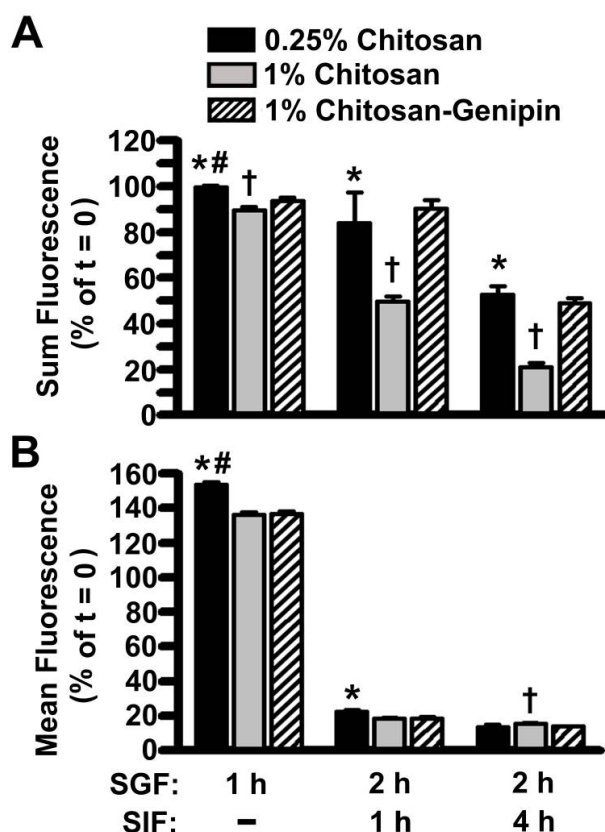 A
0.25% Chitosan
1% Chitosan
1% Chitosan-Genipin
Sum Fluorescence
(% of t = 0)
120
100
80
60
40
20
0
*# † * † * †
B
Mean Fluorescence
(% of t = 0)
160
140
120
100
80
60
40
20
0
*# * †
SGF: 1 h 2 h 2 h
SIF: – 1 h 4 h